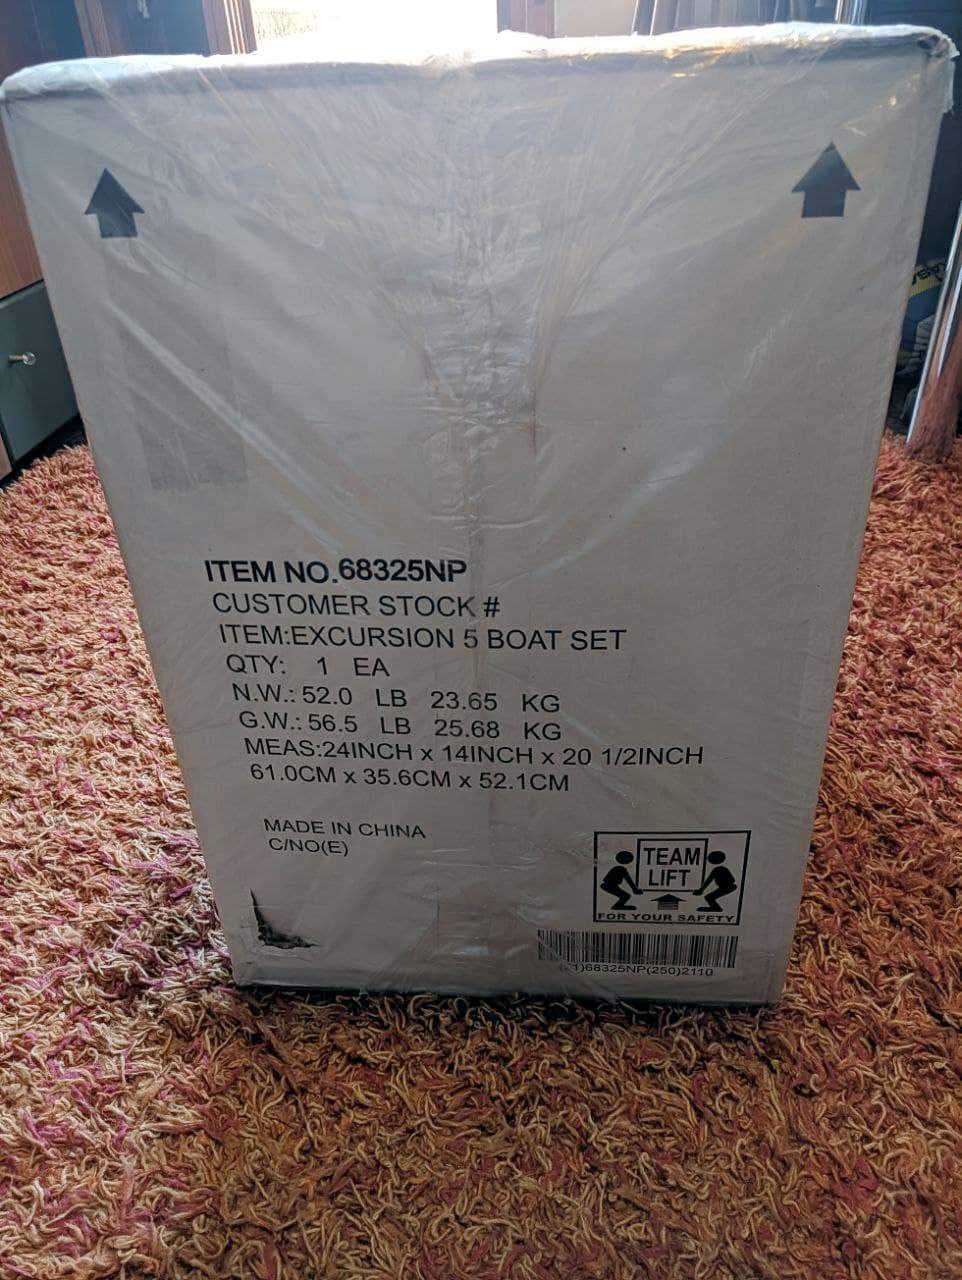 ITEM NO.68325NP
CUSTOMER STOCK #
ITEM:EXCURSION 5 BOAT SET
QTY: 1 EA
N.W.: 52.0 LB 23.65 KG
G.W.: 56.5 LB 25.68 KG
MEAS:24INCH x 14INCH x 20 1/2INCH
61.0CM x 35.6CM x 52.1CM
MADE IN CHINA
C/NO(E)
TEAM
LIFT
FOR YOUR SAFETY
1)68325NP(250)2110